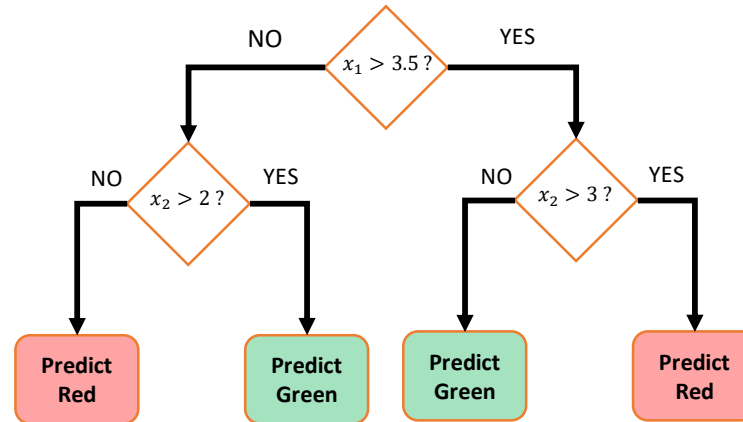 NO
YES
x₁ > 3.5 ?
NO
YES
NO
YES
x₂ > 2 ?
x₂ > 3 ?
Predict
Red
Predict
Green
Predict
Green
Predict
Red